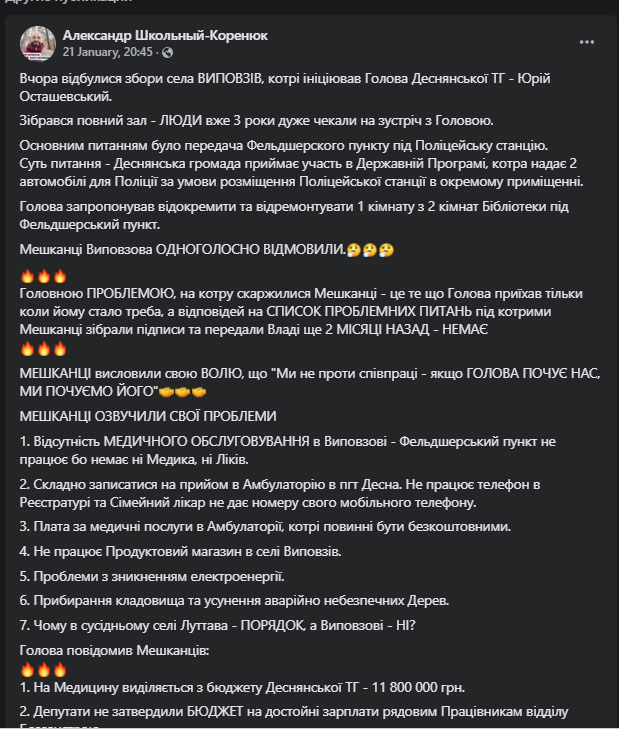 Александр Школьный-Коренюк
21 January, 20:45 ·
Вчора відбулися збори села ВИПОВЗІВ, котрі ініціював Голова Деснянської ТГ - Юрій
Осташевський.
Зібрався повний зал - ЛЮДИ вже 3 роки дуже чекали на зустріч з Головою.
Основним питанням було передача Фельдшерского пункту під Поліцейську станцію.
Суть питання - Деснянська громада приймає участь в Державній Програмі, котра надає 2
автомобілі для Поліції за умови розміщення Поліцейської станції в окремому приміщенні.
Голова запропонував відокремити та відремонтувати 1 кімнату з 2 кімнат Бібліотеки під
Фельдшерський пункт.
Мешканці Виповзова ОДНОГОЛОСНО ВІДМОВИЛИ.🤔🤔🤔
🔥🔥🔥
Головною ПРОБЛЕМОЮ, на котру скаржилися Мешканці - це те що Голова приїхав тільки
коли йому стало треба, а відповідей на СПИСОК ПРОБЛЕМНИХ ПИТАНЬ під котрими
Мешканці зібрали підписи та передали Владі ще 2 МІСЯЦІ НАЗАД - НЕМАЄ
🔥🔥🔥
МЕШКАНЦІ висловили свою ВОЛЮ, що "Ми не проти співпраці - якщо ГОЛОВА ПОЧУЄ НАС,
МИ ПОЧУЄМО ЙОГО"🤝🤝🤝
МЕШКАНЦІ ОЗВУЧИЛИ СВОЇ ПРОБЛЕМИ
1. Відсутність МЕДИЧНОГО ОБСЛУГОВУВАННЯ в Виповзові - Фельдшерський пункт не
працює бо немає ні Медика, ні Ліків.
2. Складно записатися на прийом в Амбулаторію в пгт Десна. Не працює телефон в
Реєстратурі та Сімейний лікар не дає номеру свого мобільного телефону.
3. Плата за медичні послуги в Амбулаторії, котрі повинні бути безкоштовними.
4. Не працює Продуктовий магазин в селі Виповзів.
5. Проблеми з зникненням електроенергії.
6. Прибирання кладовища та усунення аварійно небезпечних Дерев.
7. Чому в сусідньому селі Луттава - ПОРЯДОК, а Виповзові - НІ?
Голова повідомив Мешканців:
🔥🔥🔥
1. На Медицину виділяється з бюджету Деснянської ТГ - 11 800 000 грн.
2. Депутати не затвердили БЮДЖЕТ на достойні зарплати рядовим Працівникам відділу